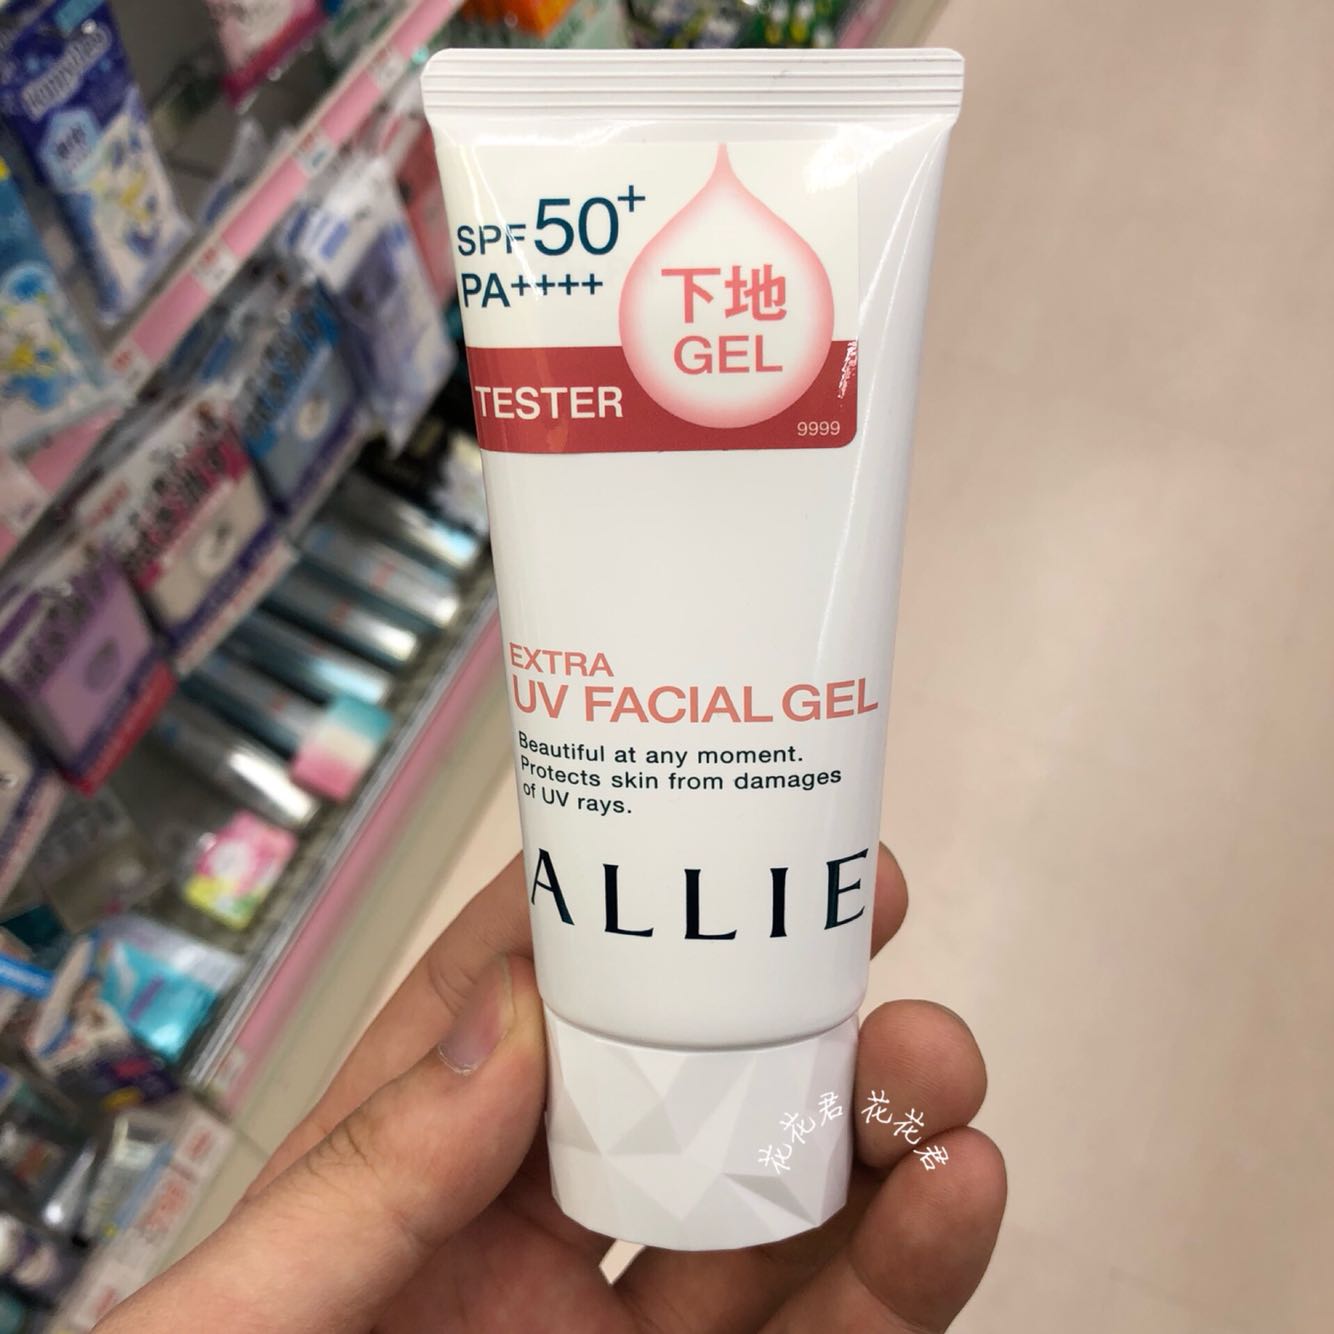 SPF50+
PA++++
下地
GEL
TESTER
9999
EXTRA
UV FACIAL GEL
Beautiful at any moment.
Protects skin from damages
of UV rays.
ALLIE
花花君 花花君